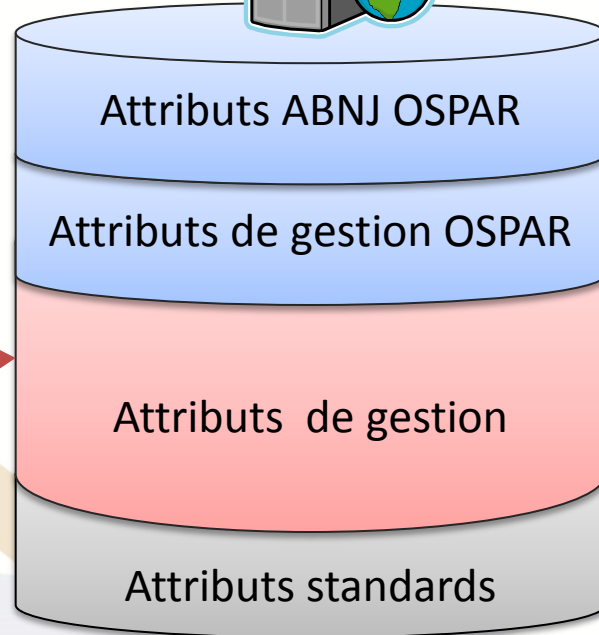 Attributs ABNJ OSPAR
Attributs de gestion OSPAR
Attributs de gestion
Attributs standards